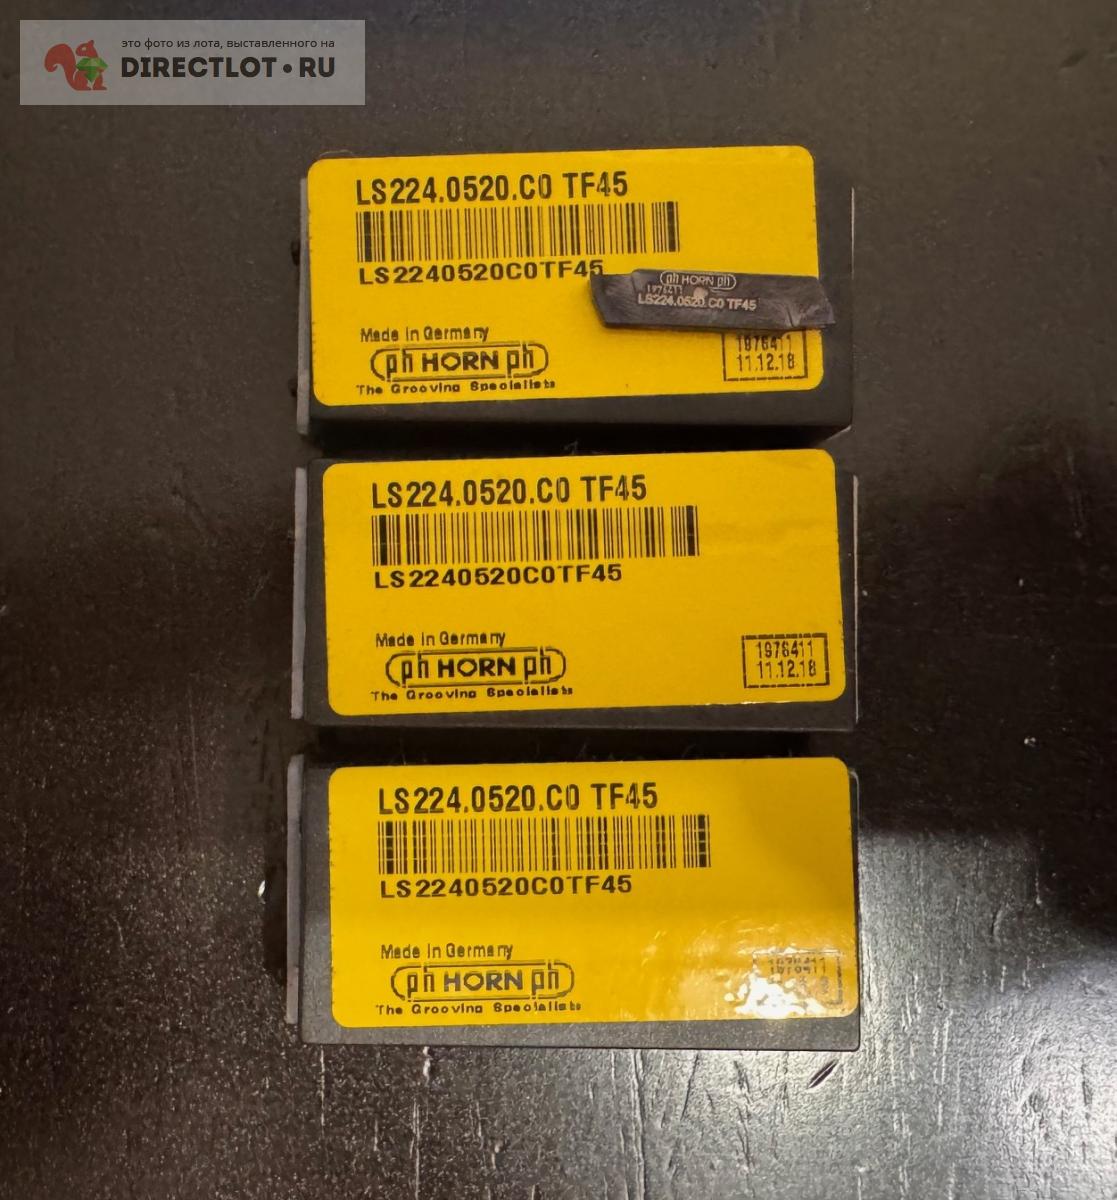 это фото из лота, выставленного на
DIRECTLOT•RU
LS224.0520.C0 TF45
LS2240520C0TF45
ph HORN ph
1976411
LS224.0520.C0 TF45
Made in Germany
ph HORN ph
The Grooving Specialists
1976411
11.12.18
LS224.0520.C0 TF45
LS2240520C0TF45
Made in Germany
ph HORN ph
The Grooving Specialists
1976411
11.12.18
LS224.0520.C0 TF45
LS2240520C0TF45
Made in Germany
ph HORN ph
The Grooving Specialists
1976411